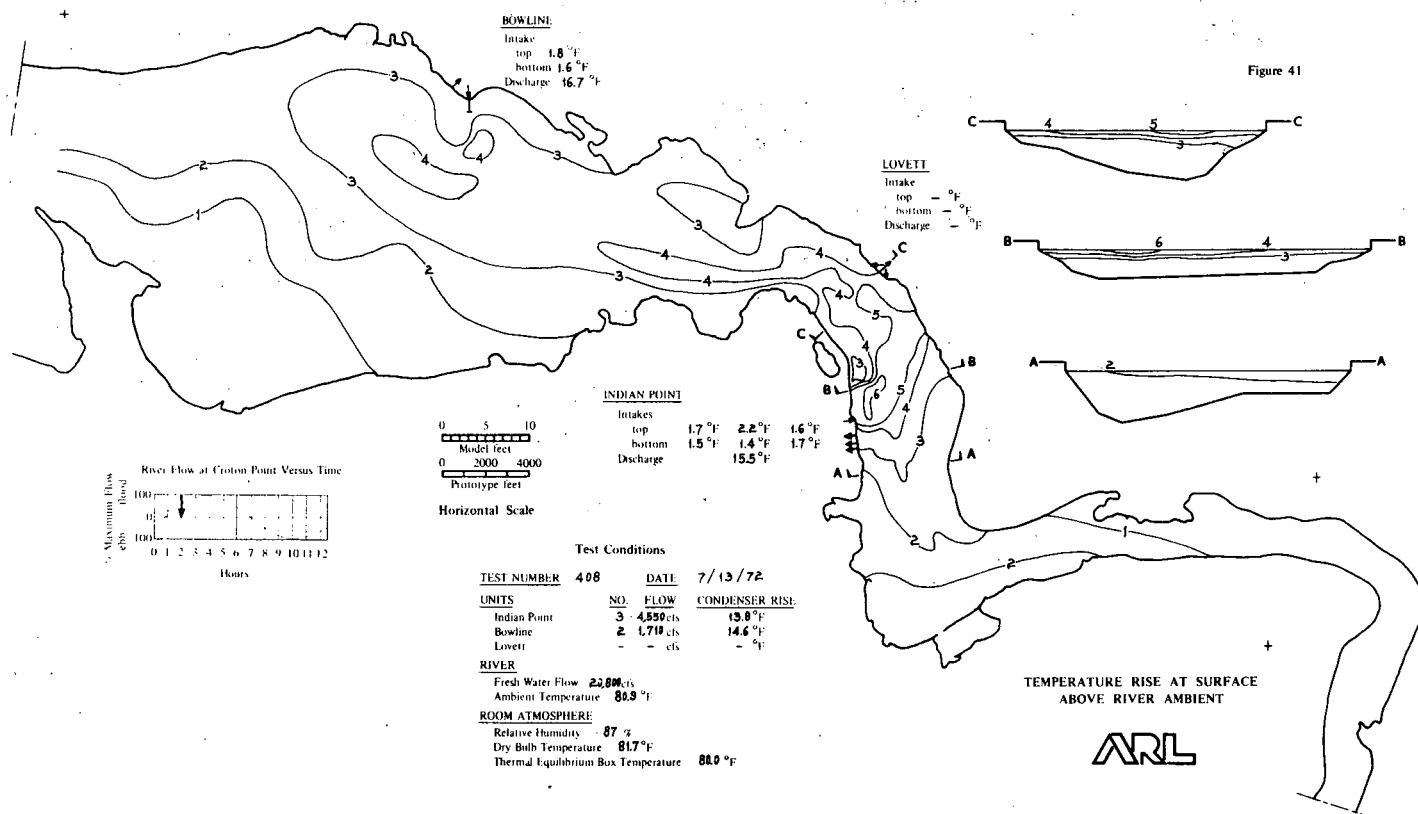 BOWLINE
Intake
top 1.8 °F
bottom 1.6 °F
Discharge 16.7 °F
Figure 41
C 4 5 3 C
LOVETT
Intake
top – °F
bottom – °F
Discharge – °F
B 6 4 3 B
A 2 A
3
4
4
3
2
1
2
3
3
4
4
4
C
4
5
C
4
3
B
B
6
5
4
3
A
A
2
2
1
INDIAN POINT
Intakes
top 1.7 °F 2.2 °F 1.6 °F
bottom 1.5 °F 1.4 °F 1.7 °F
Discharge 15.5 °F
0 5 10
Model feet
0 2000 4000
Prototype feet
Horizontal Scale
River Flow at Croton Point Versus Time
% Maximum Flow
ebb flood
100
0
100
0 1 2 3 4 5 6 7 8 9 10 11 12
Hours
Test Conditions
TEST NUMBER 408 DATE 7/13/72
UNITS NO. FLOW CONDENSER RISE
Indian Point 3 4,550 cfs 13.8 °F
Bowline 2 1,710 cfs 14.6 °F
Lovett – – cfs – °F
RIVER
Fresh Water Flow cfs
Ambient Temperature 80.9 °F
ROOM ATMOSPHERE
Relative Humidity 87 %
Dry Bulb Temperature 81.7 °F
Thermal Equilibrium Box Temperature 80.0 °F
TEMPERATURE RISE AT SURFACE
ABOVE RIVER AMBIENT
ARL